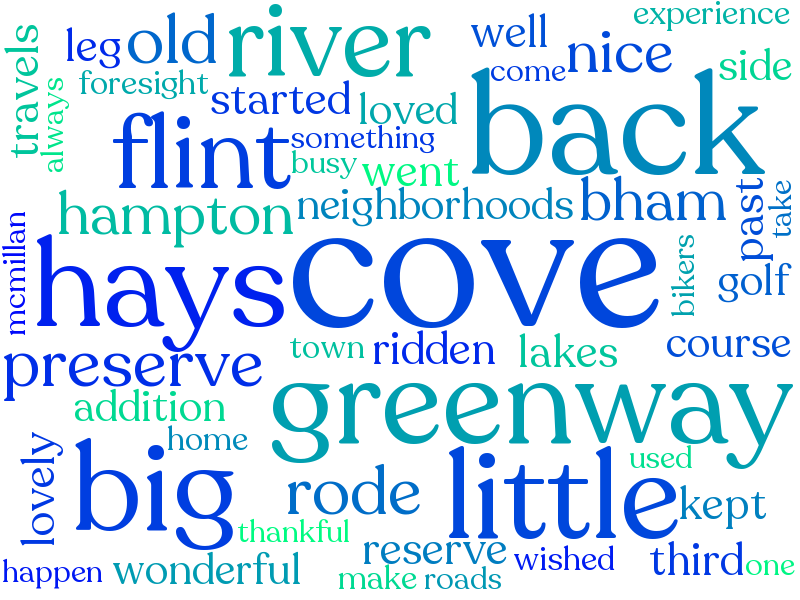 experience
travels
leg
old
river
well
nice
come
side
foresight
always
started
loved
back
flint
something
busy
went
hampton
neighborhoods
bham
past
take
mcmillan
hays
cove
bikers
golf
preserve
town
ridden
lakes
course
addition
greenway
home
lovely
big
rode
little
used
kept
thankful
reserve
wished
third
one
happen
wonderful
make
roads